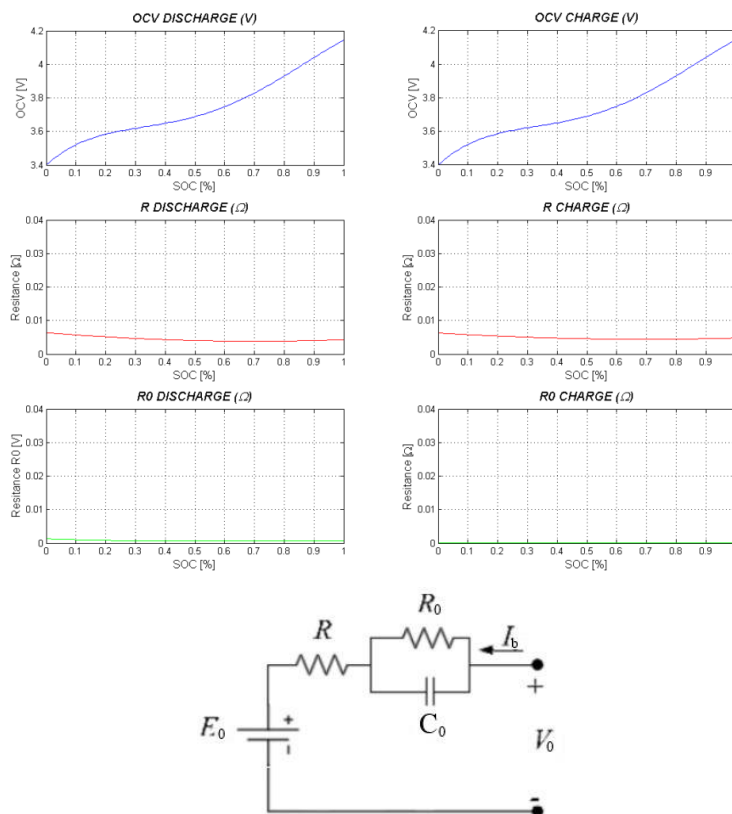 OCV DISCHARGE (V)
4.2
4
3.8
3.6
3.4
OCV [V]
0 0.1 0.2 0.3 0.4 0.5 0.6 0.7 0.8 0.9 1
SOC [%]
OCV CHARGE (V)
4.2
4
3.8
3.6
3.4
OCV [V]
0 0.1 0.2 0.3 0.4 0.5 0.6 0.7 0.8 0.9
SOC [%]
R DISCHARGE (Ω)
0.04
0.03
0.02
0.01
0
Resitance [Ω]
0 0.1 0.2 0.3 0.4 0.5 0.6 0.7 0.8 0.9 1
SOC [%]
R CHARGE (Ω)
0.04
0.03
0.02
0.01
0
Resitance [Ω]
0 0.1 0.2 0.3 0.4 0.5 0.6 0.7 0.8 0.9
SOC [%]
R0 DISCHARGE (Ω)
0.04
0.03
0.02
0.01
0
Resitance R0 [V]
0 0.1 0.2 0.3 0.4 0.5 0.6 0.7 0.8 0.9 1
SOC [%]
R0 CHARGE (Ω)
0.04
0.03
0.02
0.01
0
Resitance [Ω]
0 0.1 0.2 0.3 0.4 0.5 0.6 0.7 0.8 0.9
SOC [%]
R
R₀
I_b
C₀
E₀
+
+
V₀
-